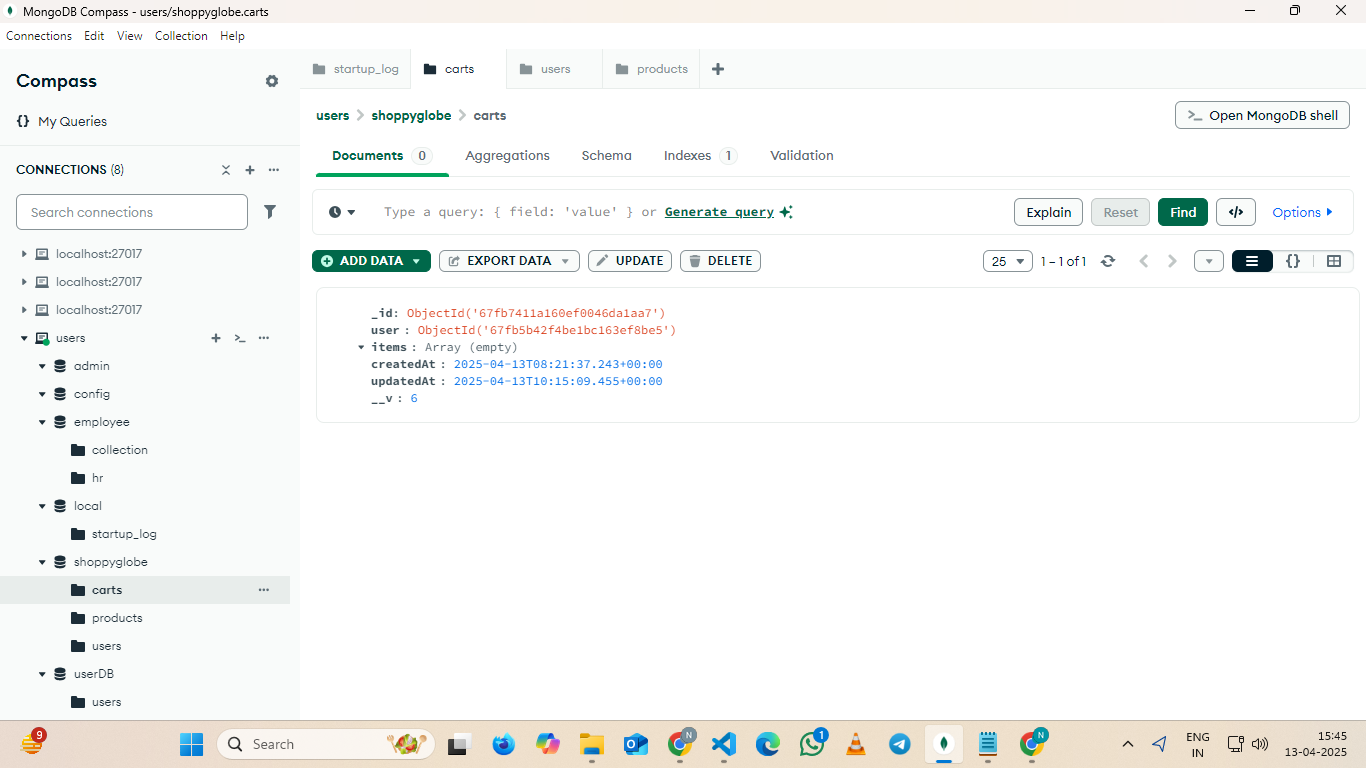 MongoDB Compass - users/shoppyglobe.carts
Connections Edit View Collection Help
Compass
{} My Queries
CONNECTIONS (8)
Search connections
localhost:27017
localhost:27017
localhost:27017
users
admin
config
employee
collection
hr
local
startup_log
shoppyglobe
carts
products
users
userDB
users
startup_log
carts
users
products
users > shoppyglobe > carts
>_ Open MongoDB shell
Documents 0
Aggregations
Schema
Indexes 1
Validation
Type a query: { field: 'value' } or Generate query
Explain
Reset
Find
</>
Options
ADD DATA
EXPORT DATA
UPDATE
DELETE
25
1 – 1 of 1
{}
_id: ObjectId('67fb7411a160ef0046da1aa7')
user : ObjectId('67fb5b42f4be1bc163ef8be5')
items : Array (empty)
createdAt : 2025-04-13T08:21:37.243+00:00
updatedAt : 2025-04-13T10:15:09.455+00:00
__v : 6
9
Search
N
1
N
ENG
IN
15:45
13-04-2025